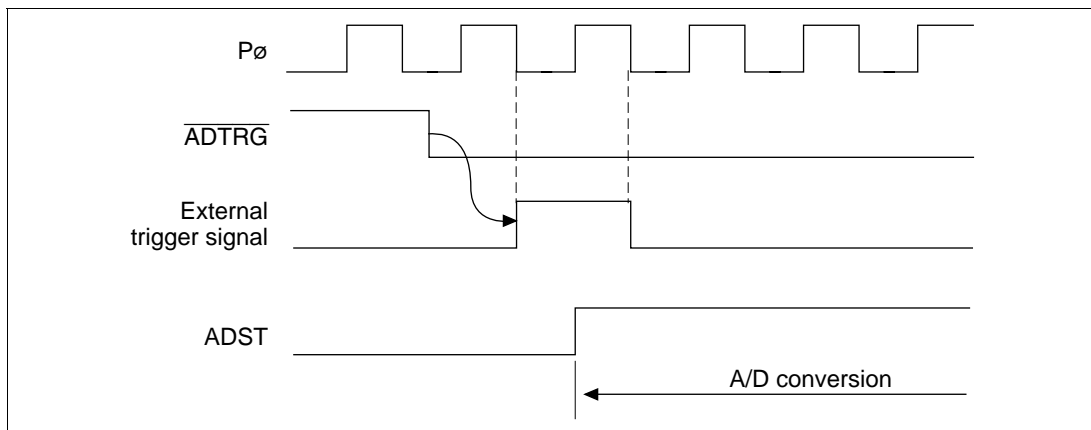 Pø
ADTRG
External
trigger signal
ADST
A/D conversion